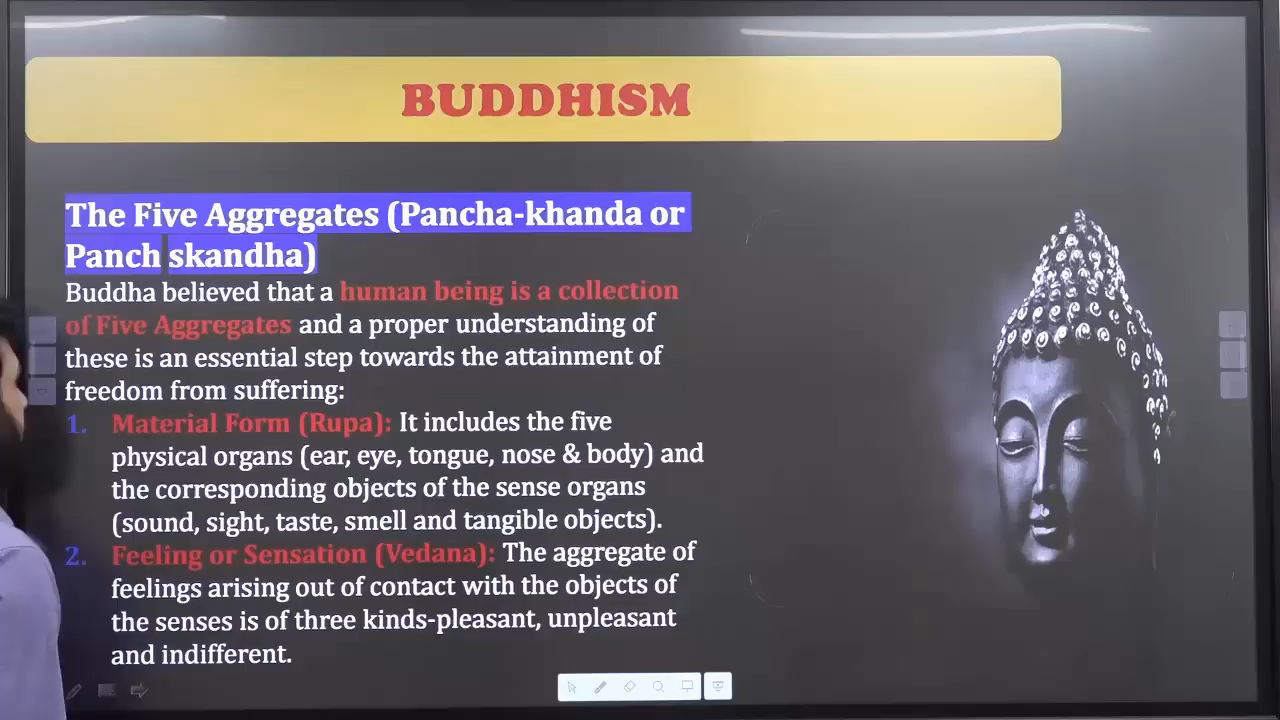 BUDDHISM
The Five Aggregates (Pancha-khanda or
Panch skandha)
Buddha believed that a human being is a collection
of Five Aggregates and a proper understanding of
these is an essential step towards the attainment of
freedom from suffering:
1. Material Form (Rupa): It includes the five
physical organs (ear, eye, tongue, nose & body) and
the corresponding objects of the sense organs
(sound, sight, taste, smell and tangible objects).
2. Feeling or Sensation (Vedana): The aggregate of
feelings arising out of contact with the objects of
the senses is of three kinds-pleasant, unpleasant
and indifferent.